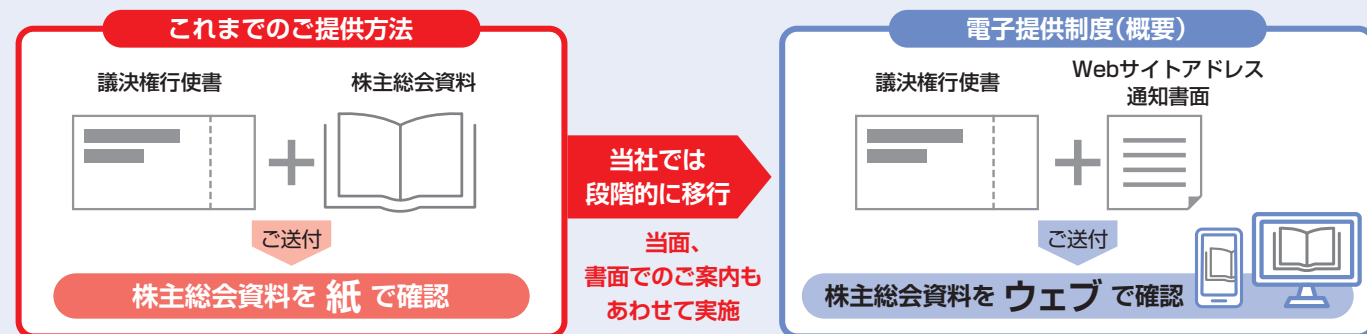 これまでのご提供方法
議決権行使書
株主総会資料
ご送付
株主総会資料を 紙 で確認
当社では
段階的に移行
当面、
書面でのご案内も
あわせて実施
電子提供制度(概要)
議決権行使書
Webサイトアドレス
通知書面
ご送付
株主総会資料を ウェブ で確認